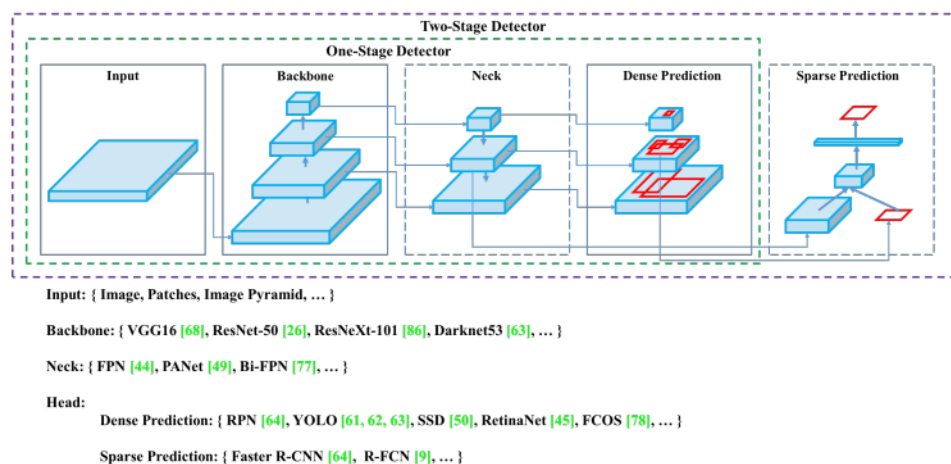 Two-Stage Detector
One-Stage Detector
Input
Backbone
Neck
Dense Prediction
Sparse Prediction
Input: { Image, Patches, Image Pyramid, … }
Backbone: { VGG16 [68], ResNet-50 [26], ResNeXt-101 [86], Darknet53 [63], … }
Neck: { FPN [44], PANet [49], Bi-FPN [77], … }
Head:
Dense Prediction: { RPN [64], YOLO [61, 62, 63], SSD [50], RetinaNet [45], FCOS [78], … }
Sparse Prediction: { Faster R-CNN [64], R-FCN [9], … }